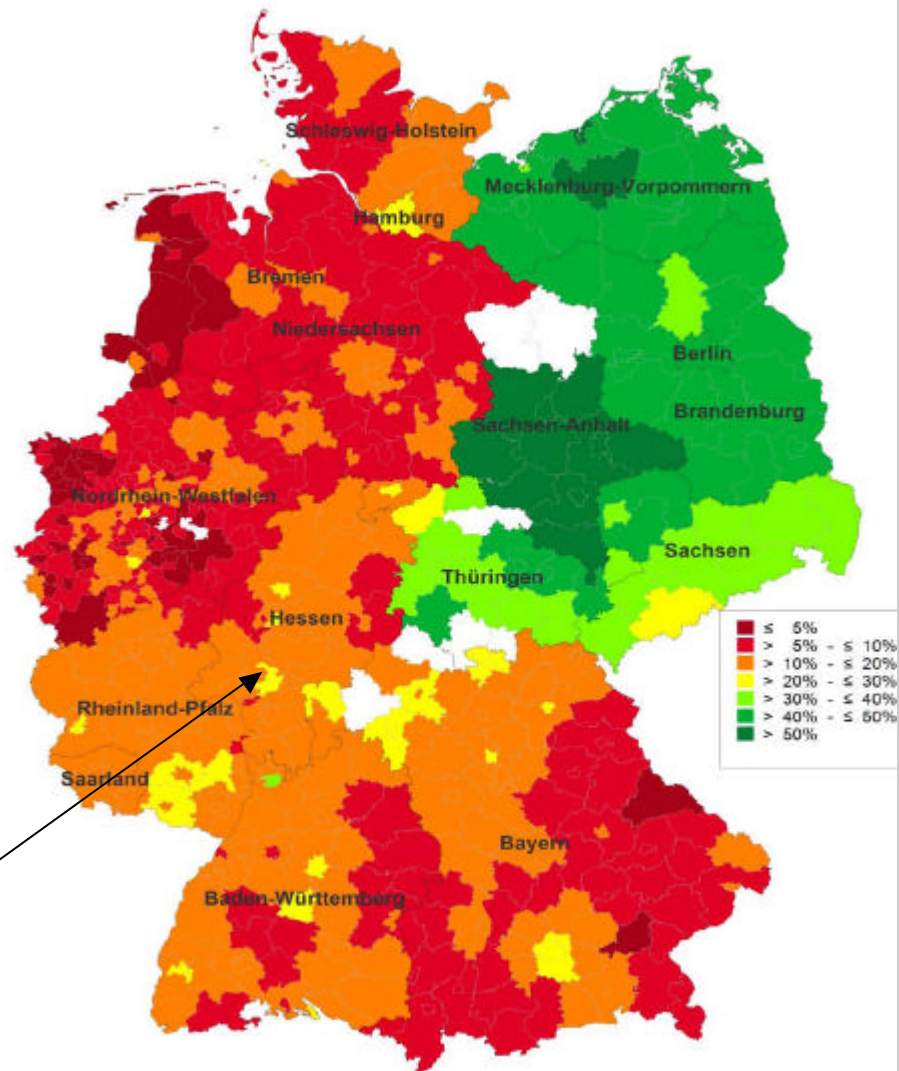 Schleswig-Holstein
Mecklenburg-Vorpommern
Hamburg
Bremen
Niedersachsen
Berlin
Brandenburg
Sachsen-Anhalt
Nordrhein-Westfalen
Sachsen
Thüringen
Hessen
≤ 5%
> 5% - ≤ 10%
> 10% - ≤ 20%
> 20% - ≤ 30%
> 30% - ≤ 40%
> 40% - ≤ 50%
> 50%
Rheinland-Pfalz
Saarland
Bayern
Baden-Württemberg